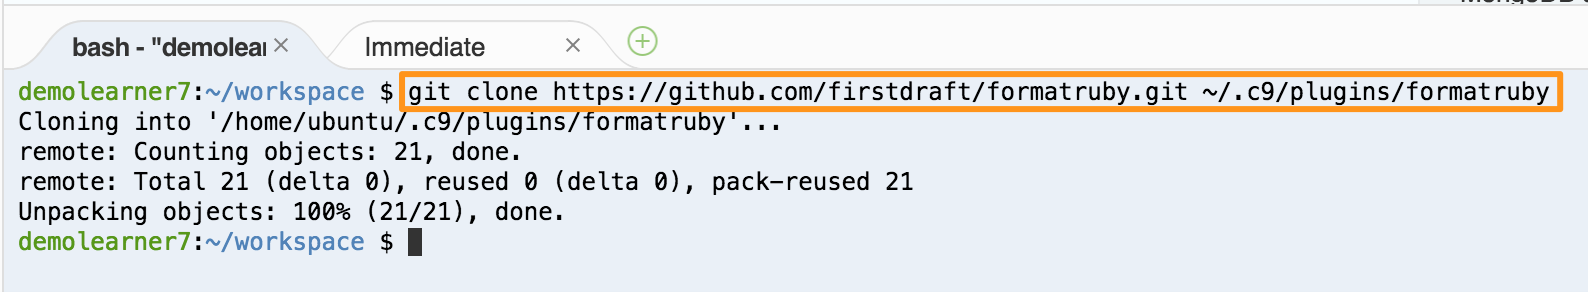 bash - "demolear
Immediate
demolearner7:~/workspace $ git clone https://github.com/firstdraft/formatruby.git ~/.c9/plugins/formatruby
Cloning into '/home/ubuntu/.c9/plugins/formatruby'...
remote: Counting objects: 21, done.
remote: Total 21 (delta 0), reused 0 (delta 0), pack-reused 21
Unpacking objects: 100% (21/21), done.
demolearner7:~/workspace $